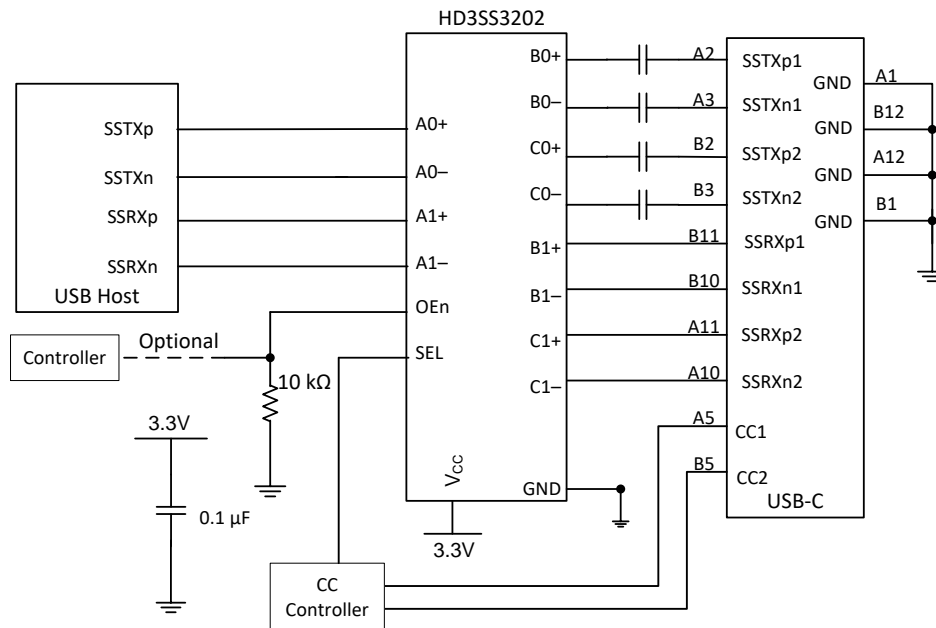 HD3SS3202
USB Host
SSTXp
SSTXn
SSRXp
SSRXn
A0+
A0−
A1+
A1−
OEn
SEL
B0+
B0−
C0+
C0−
B1+
B1−
C1+
C1−
VCC
GND
3.3V
A2
A3
B2
B3
B11
B10
A11
A10
A5
B5
SSTXp1
SSTXn1
SSTXp2
SSTXn2
SSRXp1
SSRXn1
SSRXp2
SSRXn2
CC1
CC2
USB-C
GND
GND
GND
GND
A1
B12
A12
B1
Controller
Optional
10 kΩ
3.3V
0.1 µF
CC
Controller